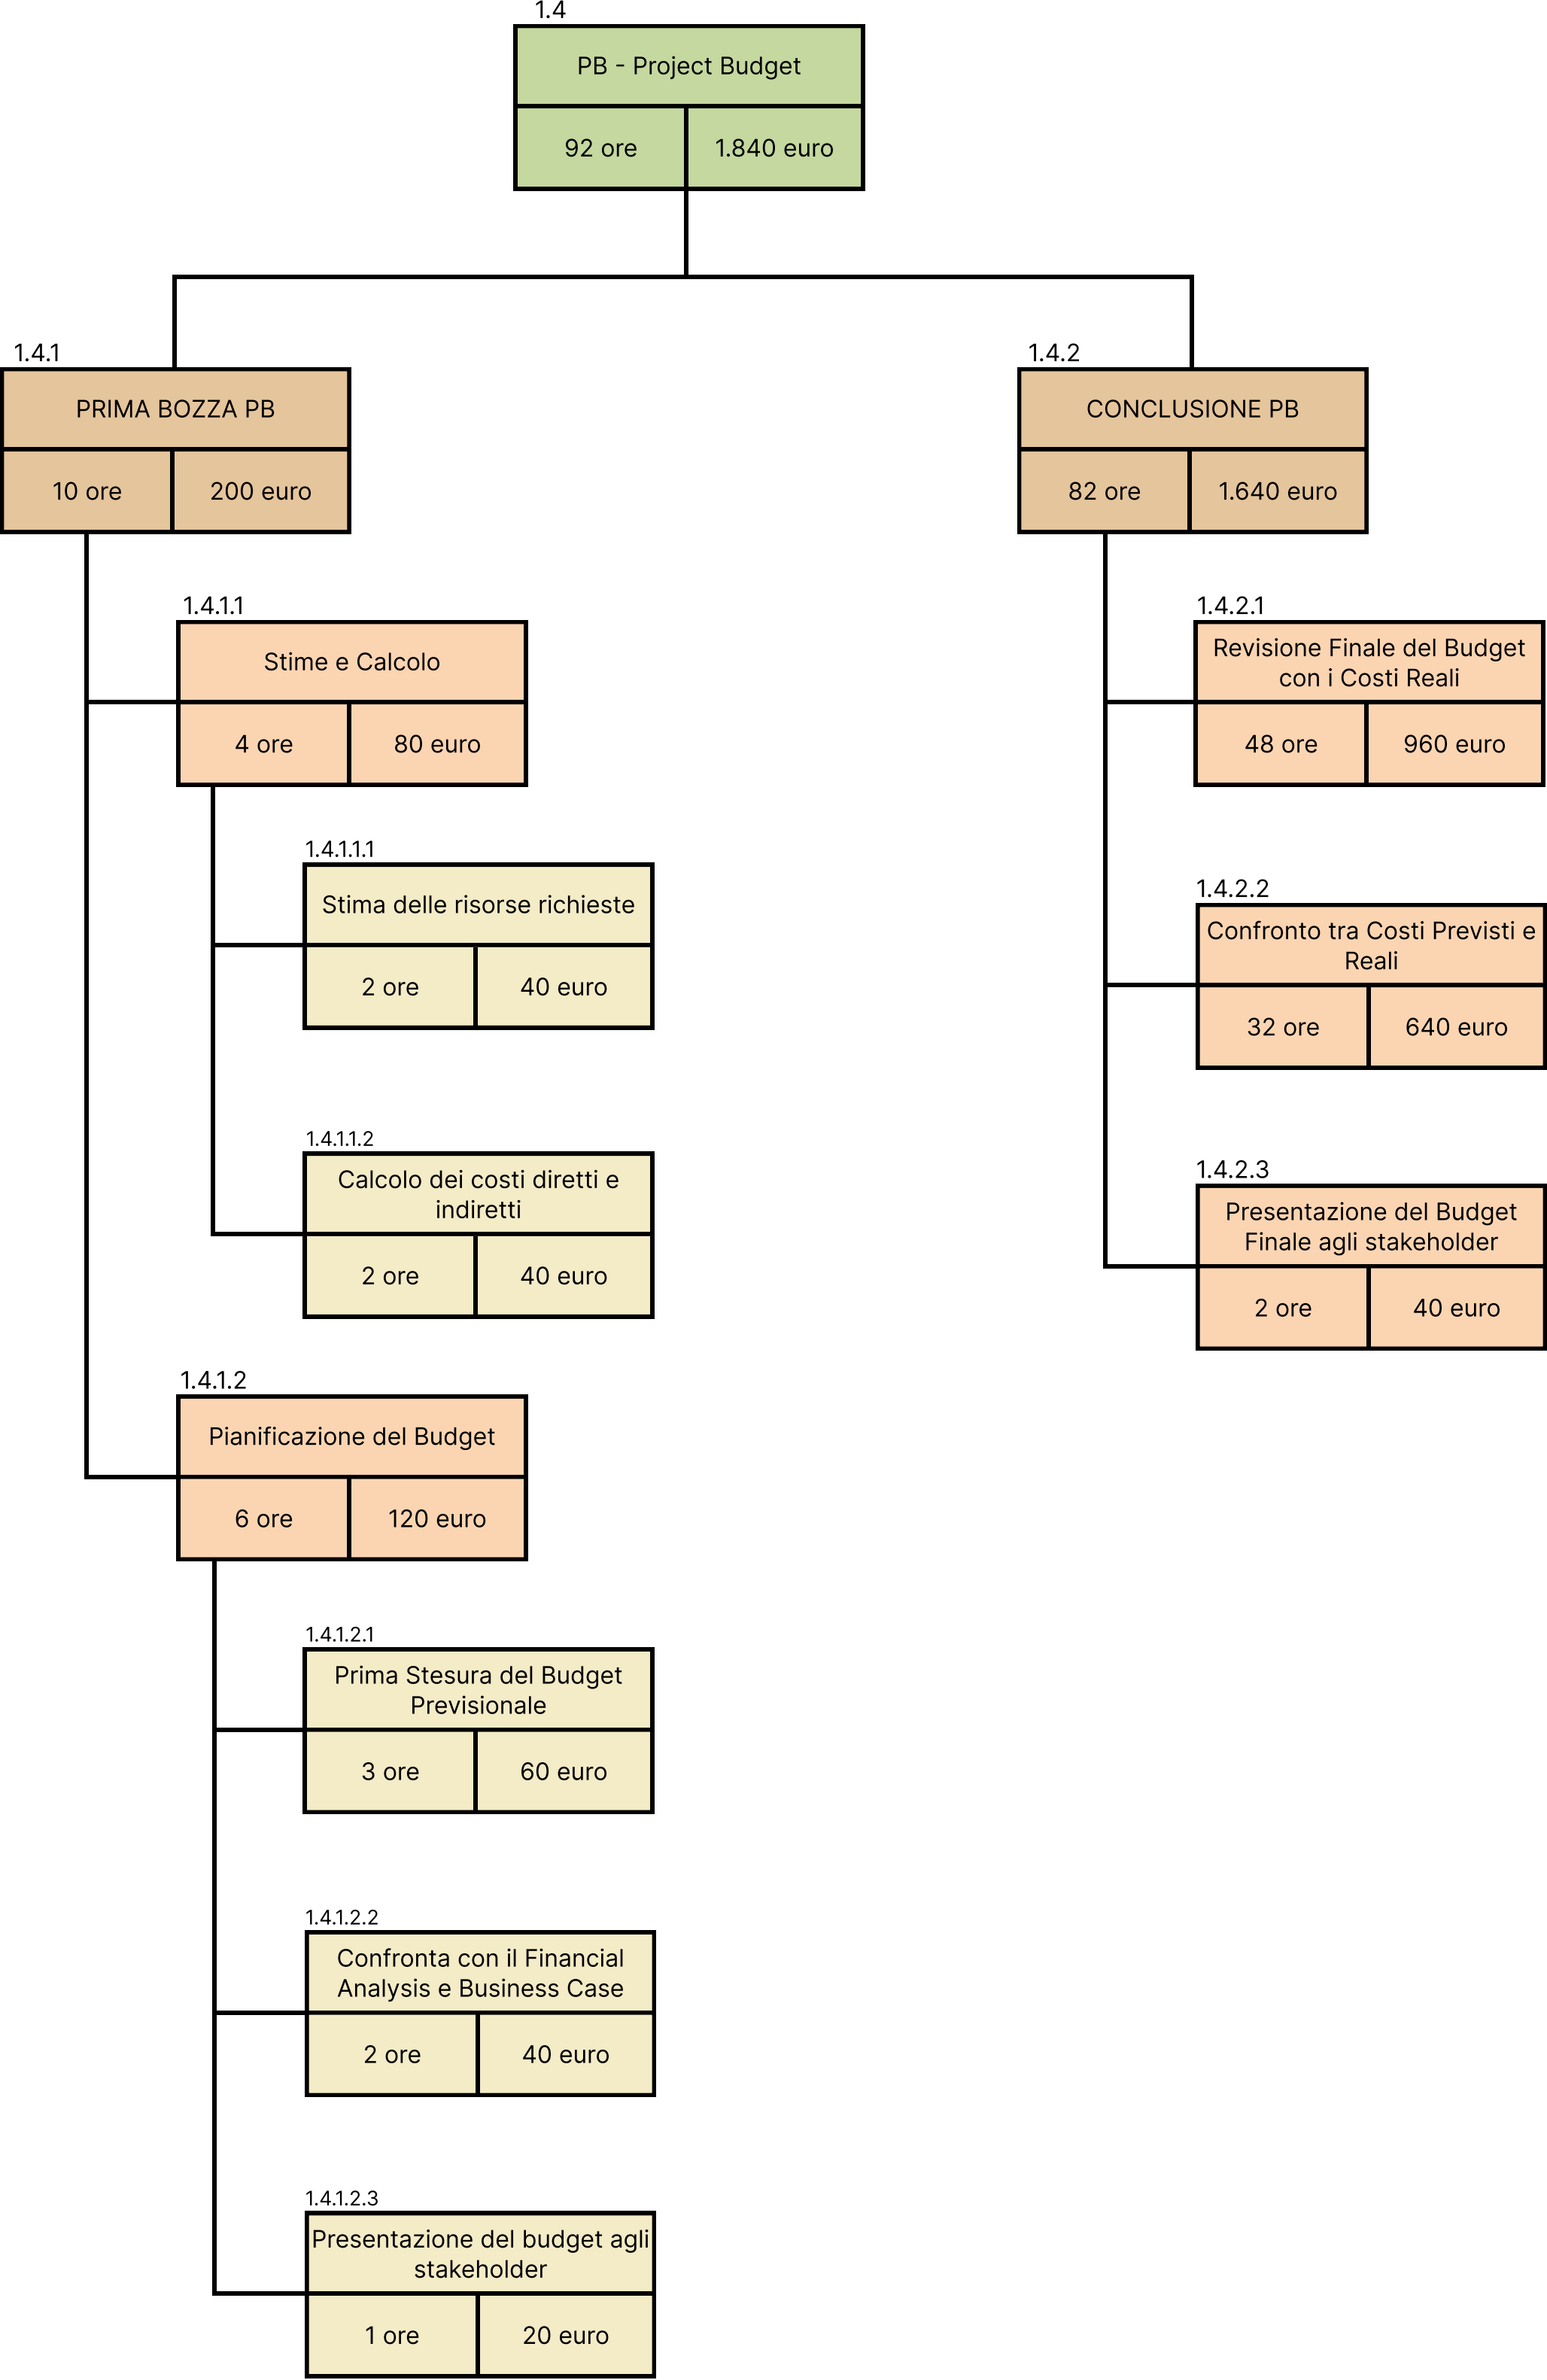 1.4
PB - Project Budget
92 ore
1.840 euro
1.4.1
PRIMA BOZZA PB
10 ore
200 euro
1.4.1.1
Stime e Calcolo
4 ore
80 euro
1.4.1.1.1
Stima delle risorse richieste
2 ore
40 euro
1.4.1.1.2
Calcolo dei costi diretti e
indiretti
2 ore
40 euro
1.4.1.2
Pianificazione del Budget
6 ore
120 euro
1.4.1.2.1
Prima Stesura del Budget
Previsionale
3 ore
60 euro
1.4.1.2.2
Confronta con il Financial
Analysis e Business Case
2 ore
40 euro
1.4.1.2.3
Presentazione del budget agli
stakeholder
1 ore
20 euro
1.4.2
CONCLUSIONE PB
82 ore
1.640 euro
1.4.2.1
Revisione Finale del Budget
con i Costi Reali
48 ore
960 euro
1.4.2.2
Confronto tra Costi Previsti e
Reali
32 ore
640 euro
1.4.2.3
Presentazione del Budget
Finale agli stakeholder
2 ore
40 euro